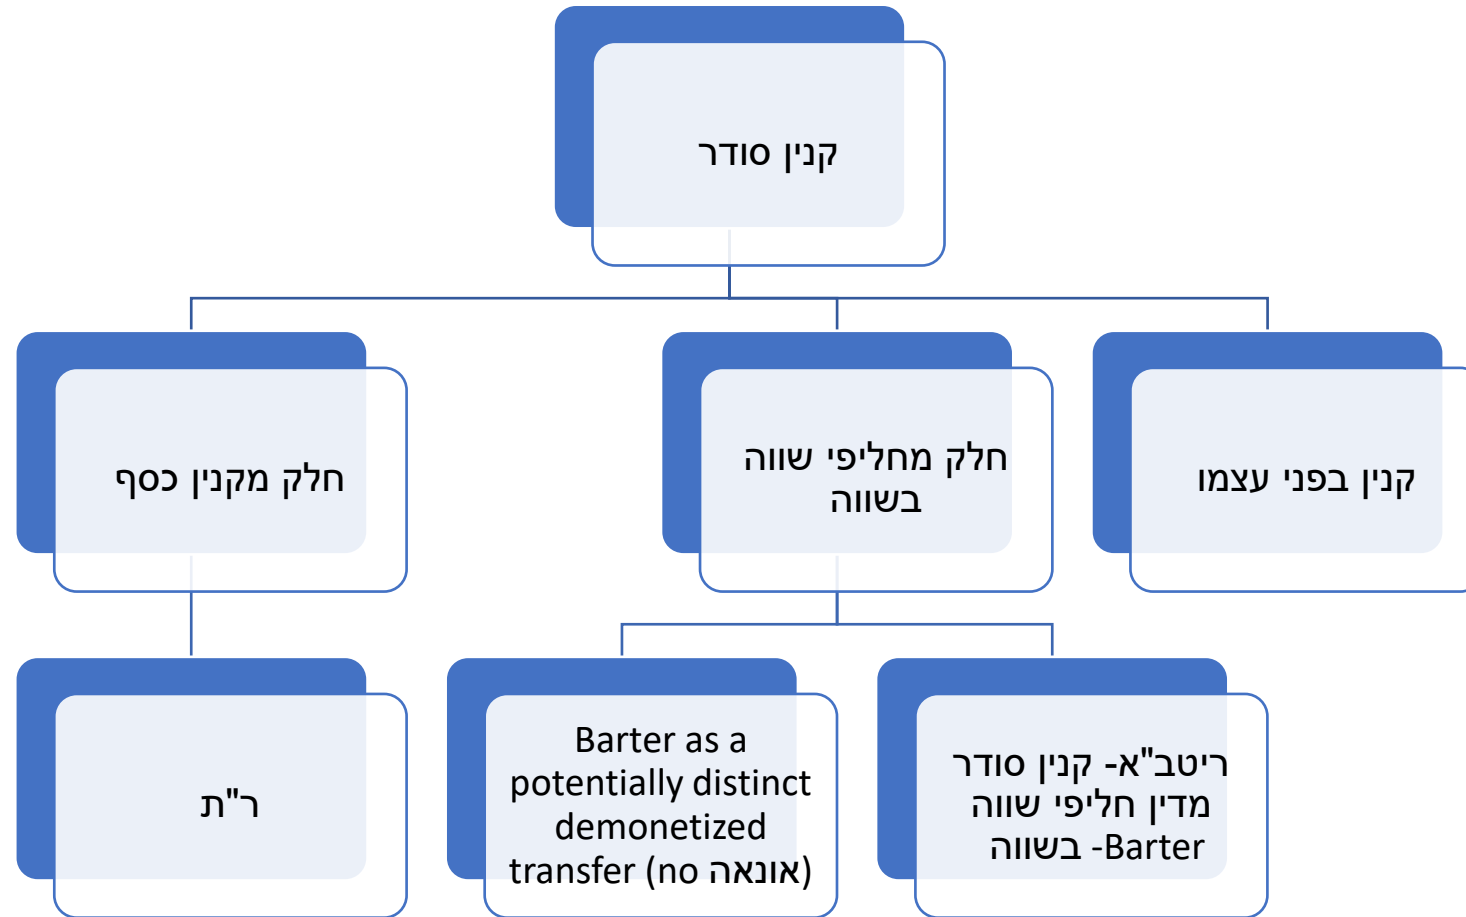 קנין סודר
קנין בפני עצמו
חלק מחליפי שווה
בשווה
חלק מקנין כסף
ריטב"א- קנין סודר
מדין חליפי שווה
בשווה -Barter
Barter as a
potentially distinct
demonetized
transfer (no אונאה)
ר"ת